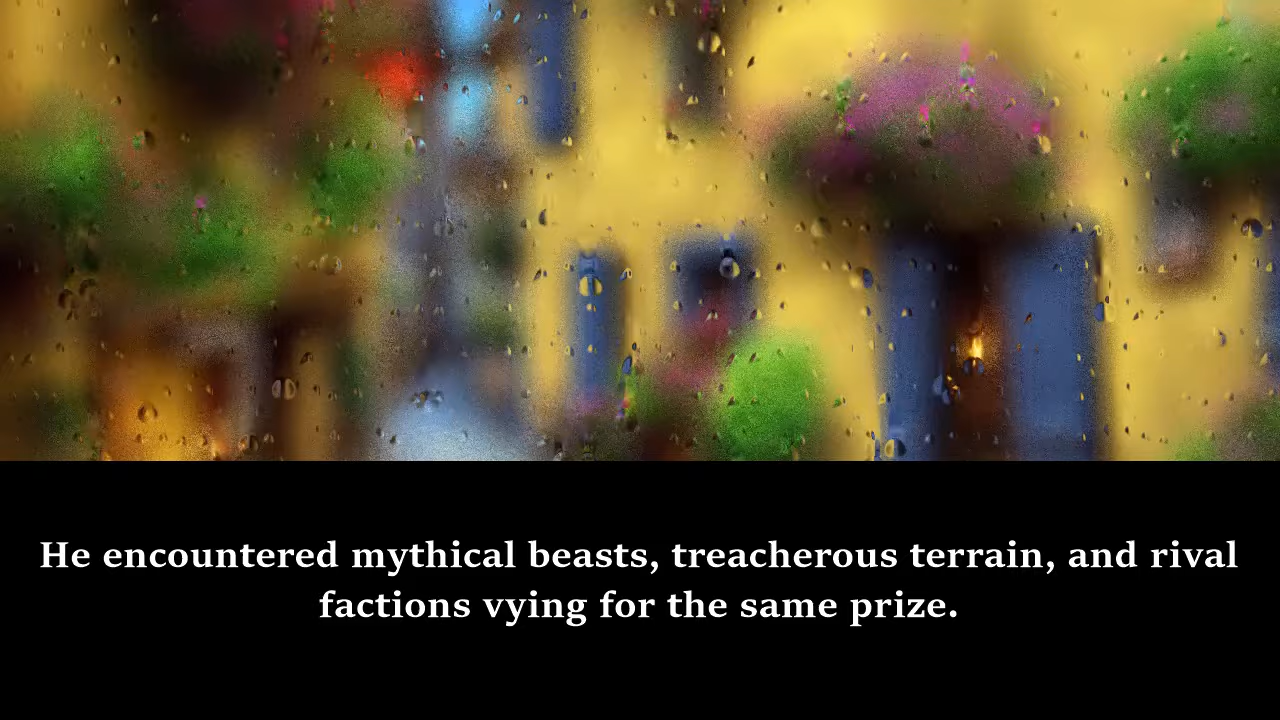 He encountered mythical beasts, treacherous terrain, and rival
factions vying for the same prize.